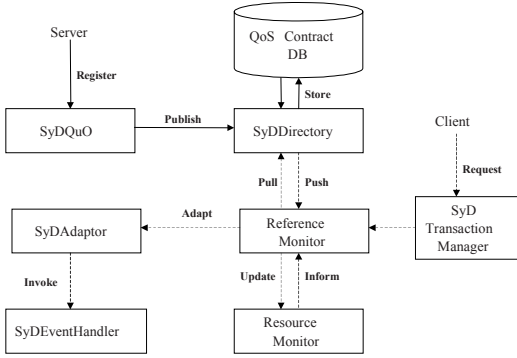 Server
QoS Contract
DB
Register
Store
SyDQuO
Publish
SyDDirectory
Client
Pull
Push
Request
SyDAdaptor
Adapt
Reference
Monitor
SyD
Transaction
Manager
Invoke
Update
Inform
SyDEventHandler
Resource
Monitor